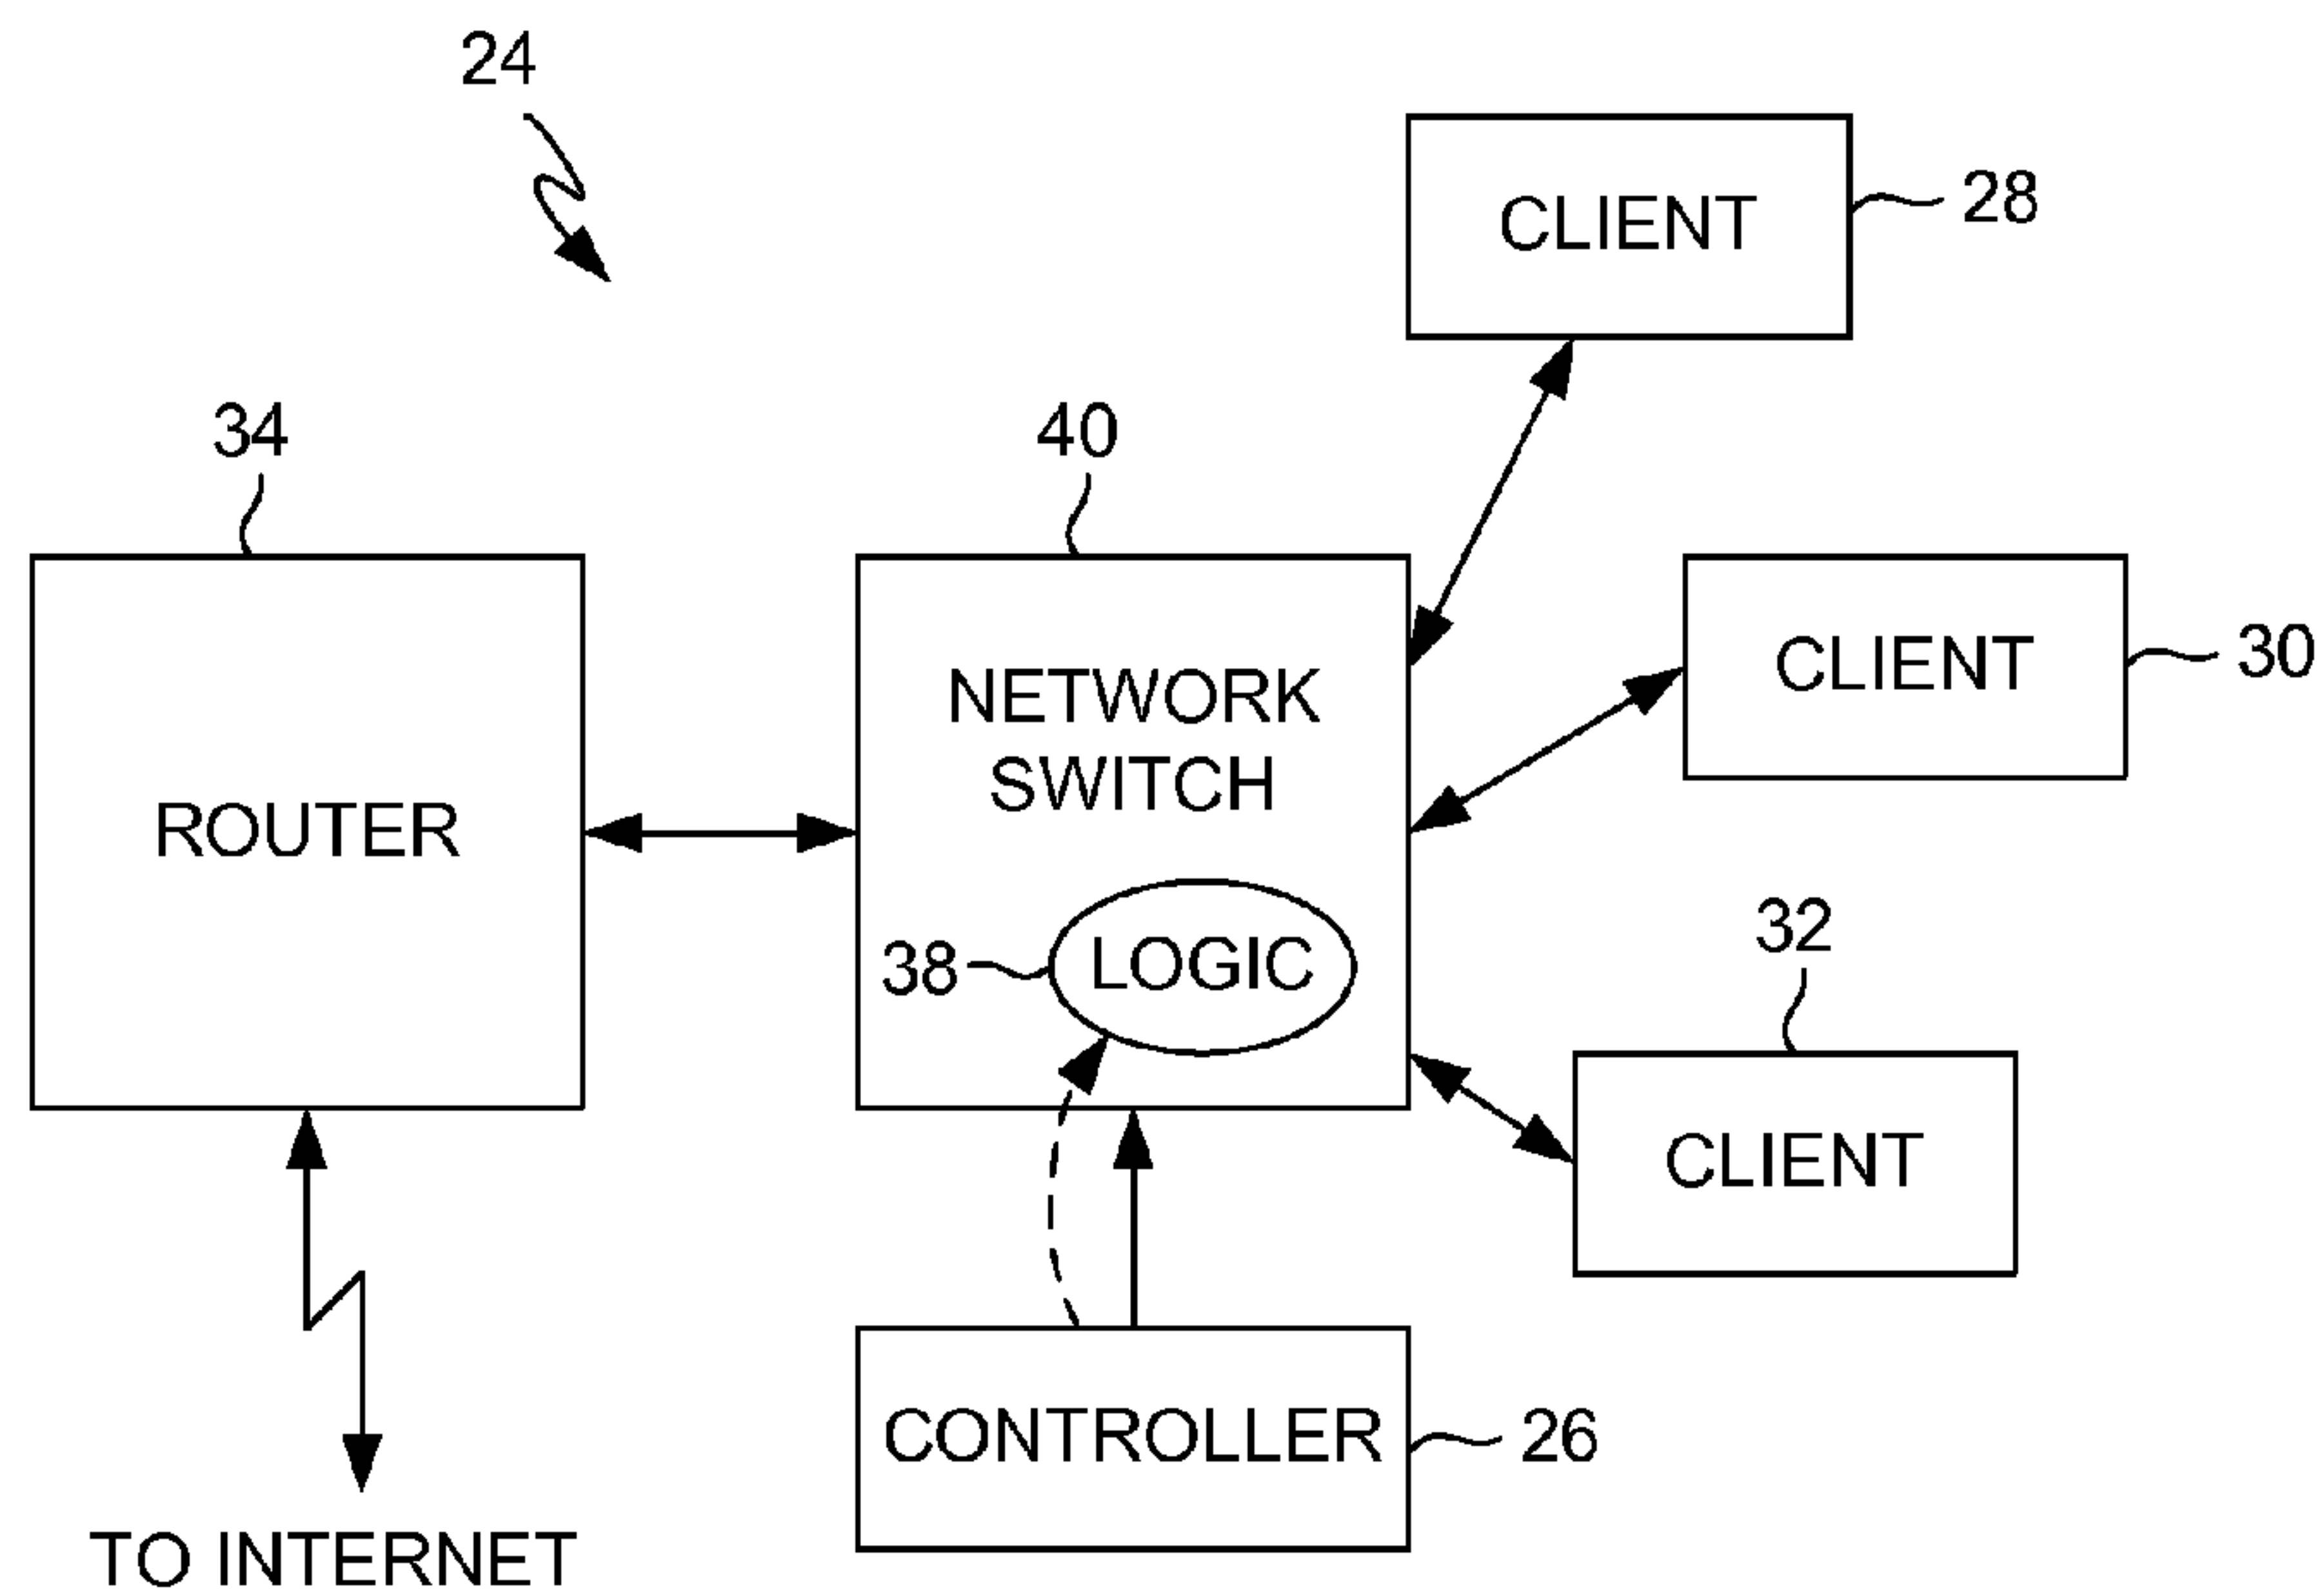 24
CLIENT
28
34
40
NETWORK
SWITCH
CLIENT
30
ROUTER
38
LOGIC
32
CLIENT
CONTROLLER
26
TO INTERNET